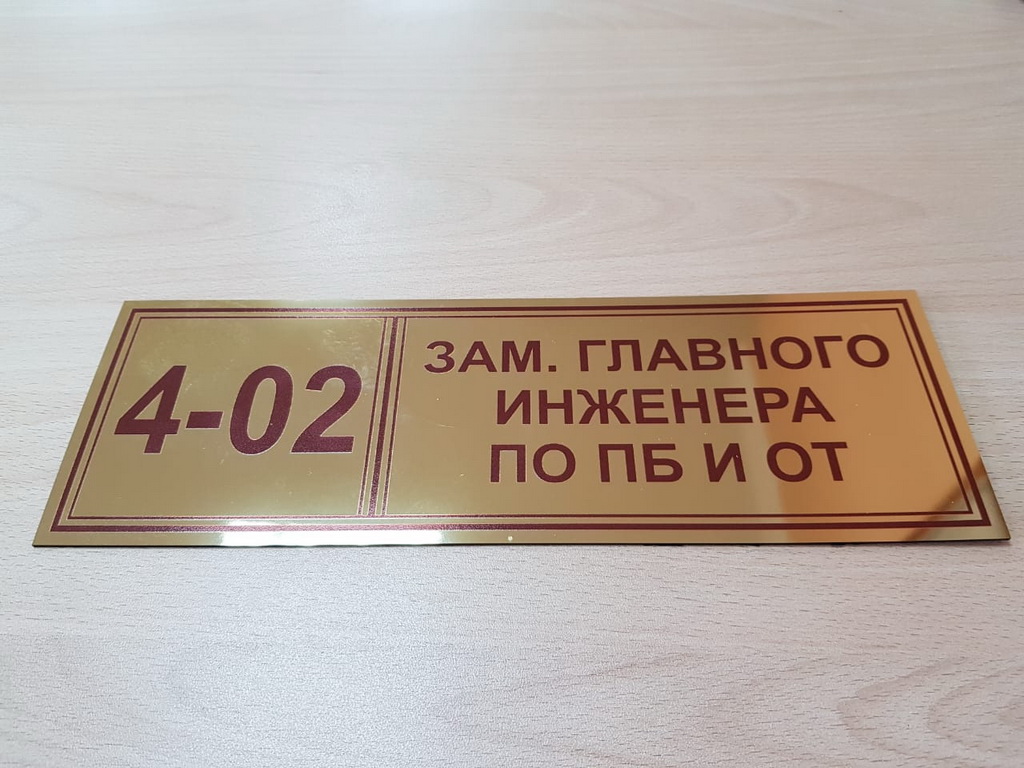 4-02
ЗАМ. ГЛАВНОГО
ИНЖЕНЕРА
ПО ПБ И ОТ